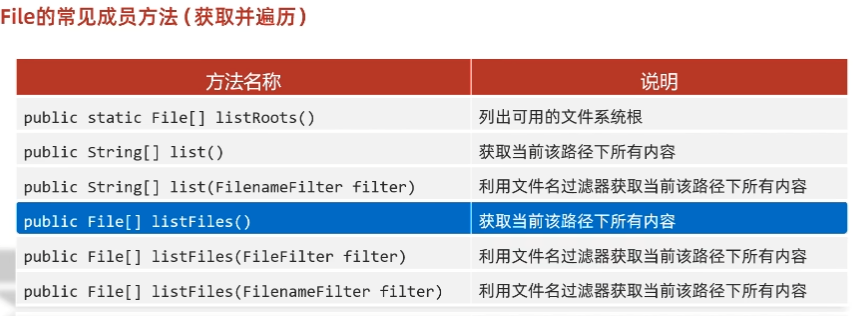 File的常见成员方法(获取并遍历)
方法名称 说明
public static File[] listRoots() 列出可用的文件系统根
public String[] list() 获取当前该路径下所有内容
public String[] list(FilenameFilter filter) 利用文件名过滤器获取当前该路径下所有内容
public File[] listFiles() 获取当前该路径下所有内容
public File[] listFiles(FileFilter filter) 利用文件名过滤器获取当前该路径下所有内容
public File[] listFiles(FilenameFilter filter) 利用文件名过滤器获取当前该路径下所有内容